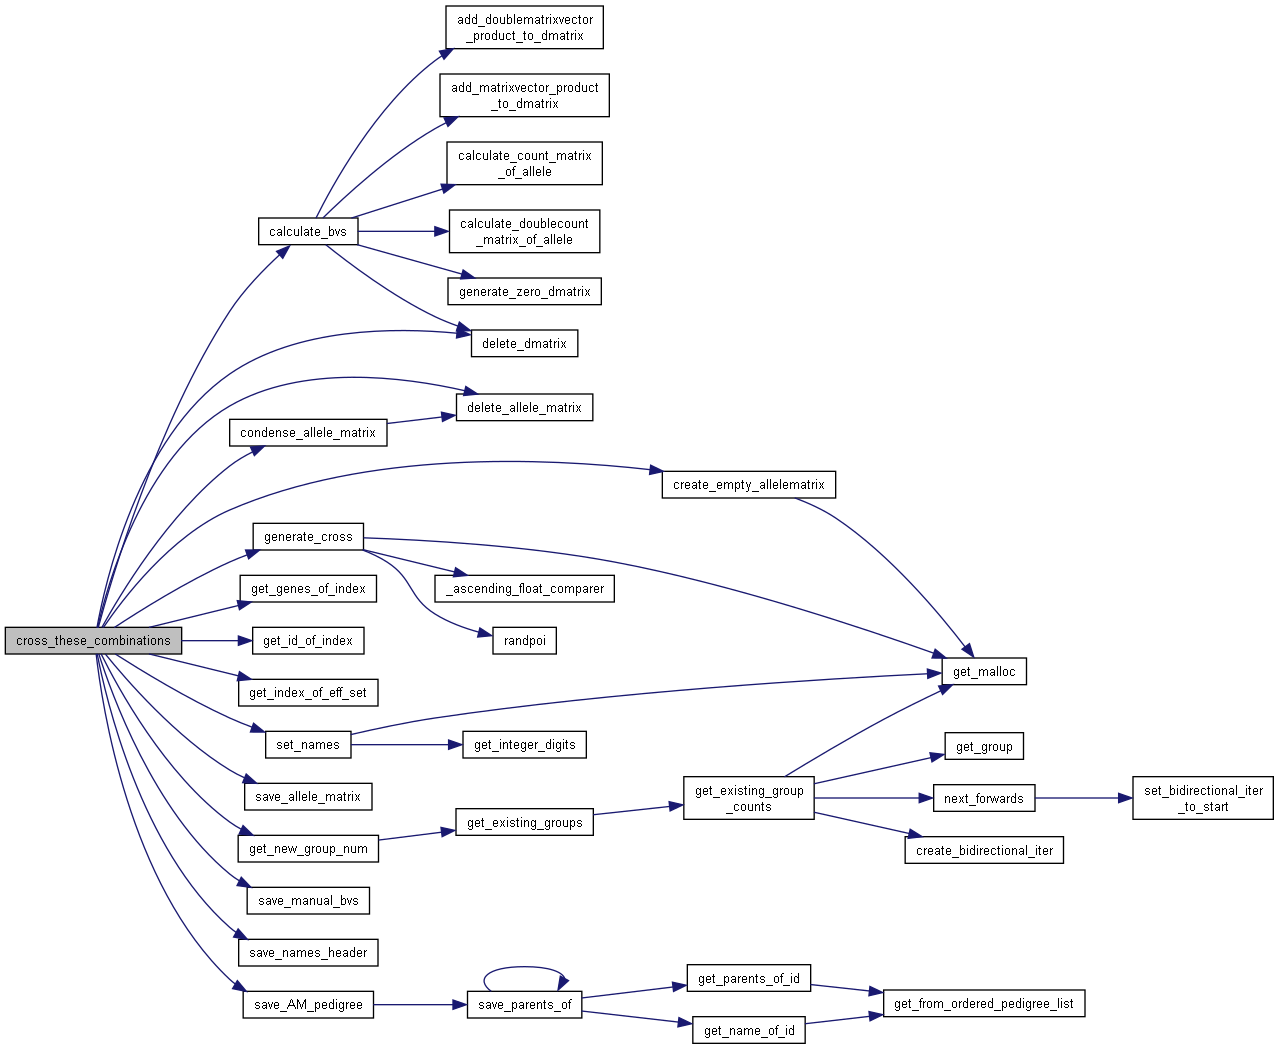 add_doublematrixvector
_product_to_dmatrix
add_matrixvector_product
_to_dmatrix
calculate_count_matrix
_of_allele
calculate_bvs
calculate_doublecount
_matrix_of_allele
generate_zero_dmatrix
delete_dmatrix
delete_allele_matrix
condense_allele_matrix
create_empty_allelematrix
generate_cross
get_genes_of_index
_ascending_float_comparer
cross_these_combinations
get_id_of_index
randpoi
get_malloc
get_index_of_eff_set
set_names
get_integer_digits
get_group
save_allele_matrix
get_existing_group
_counts
next_forwards
set_bidirectional_iter
_to_start
get_new_group_num
get_existing_groups
create_bidirectional_iter
save_manual_bvs
save_names_header
save_AM_pedigree
save_parents_of
get_parents_of_id
get_name_of_id
get_from_ordered_pedigree_list